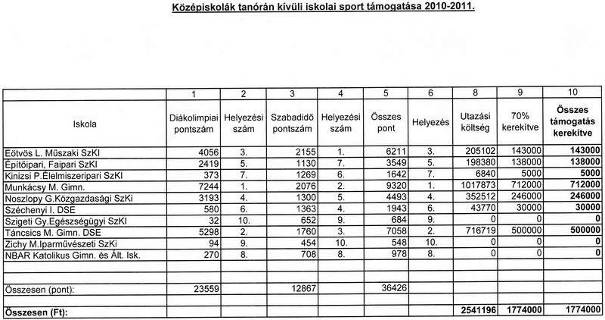 Középiskolák tanórán kívüli iskolai sport támogatása 2010-2011.
1 2 3 4 5 6 8 9 10
Iskola Diákolimpiai pontszám Helyezési szám Szabadidő pontszám Helyezési szám Összes pont Helyezés Utazási költség 70% kerekítve Összes támogatás kerekítve
Eötvös L. Műszaki SzKI 4056 3. 2155 1. 6211 3. 205102 143000 143000
Építőipari, Faipari SzKI 2419 5. 1130 7. 3549 5. 198380 138000 138000
Kinizsi P.Élelmiszeripari SzKI 373 7. 1269 6. 1642 7. 6840 5000 5000
Munkácsy M. Gimn. 7244 1. 2076 2. 9320 1. 1017873 712000 712000
Noszlopy G.Közgazdasági SzKi 3193 4. 1300 5. 4493 4. 352512 246000 246000
Széchenyi I. DSE 580 6. 1363 4. 1943 6. 43770 30000 30000
Szigeti Gy.Egészségügyi SzKI 32 10. 652 9. 684 9. 0 0 0
Táncsics M. Gimn. DSE 5298 2. 1760 3. 7058 2. 716719 500000 500000
Zichy M.Iparművészeti SzKi 94 9. 454 10. 548 10. 0 0 0
NBÁR Katolikus Gimn. és Ált. Isk. 270 8. 708 8. 978 8. 0 0 0
Összesen (pont): 23559 12867 36426
Összesen (Ft): 2541196 1774000 1774000